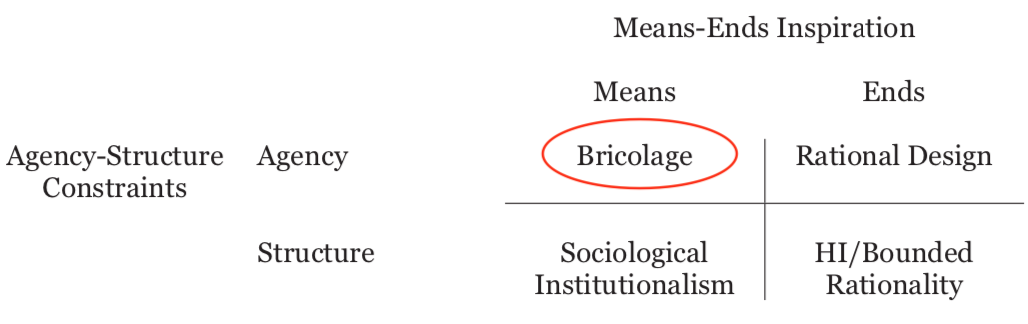 Means-Ends Inspiration
Means Ends
Agency-Structure Agency Bricolage Rational Design
Constraints
Structure Sociological HI/Bounded
Institutionalism Rationality